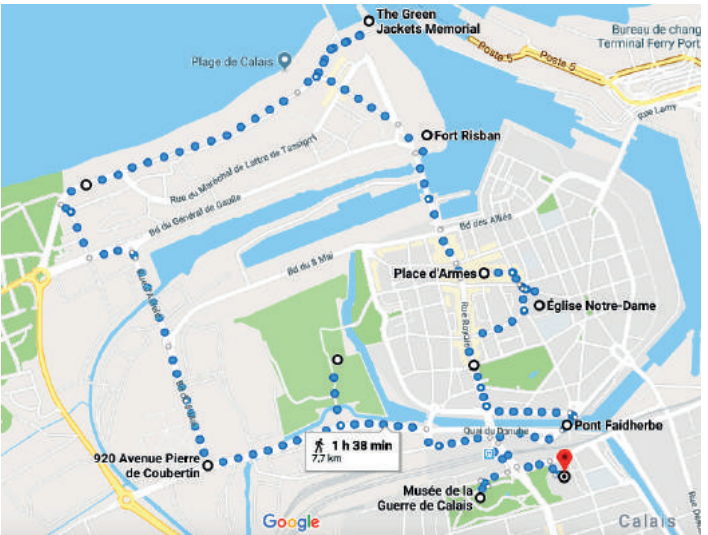 The Green
Jackets Memorial
Bureau de chang
Terminal Ferry Port
Poste 5
Poste 5
Plage de Calais
Rue Lamy
Fort Risban
Rue du Maréchal de Lattre de Tassigny
Bd du Général de Gaulle
Bd des Alliés
Bd du 8 Mai
Place d'Armes
Église Notre-Dame
Rue Royale
Pont Faidherbe
Quai du Danube
1 h 38 min
7,7 km
920 Avenue Pierre
de Coubertin
Musée de la
Guerre de Calais
Google
Calais